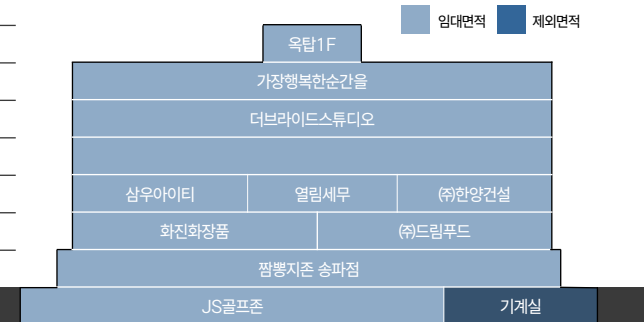 임대면적 제외면적
옥탑1F
가장행복한순간을
더브라이드스튜디오
삼우아이티 열림세무 ㈜한양건설
화진화장품 ㈜드림푸드
짬뽕지존 송파점
JS골프존 기계실